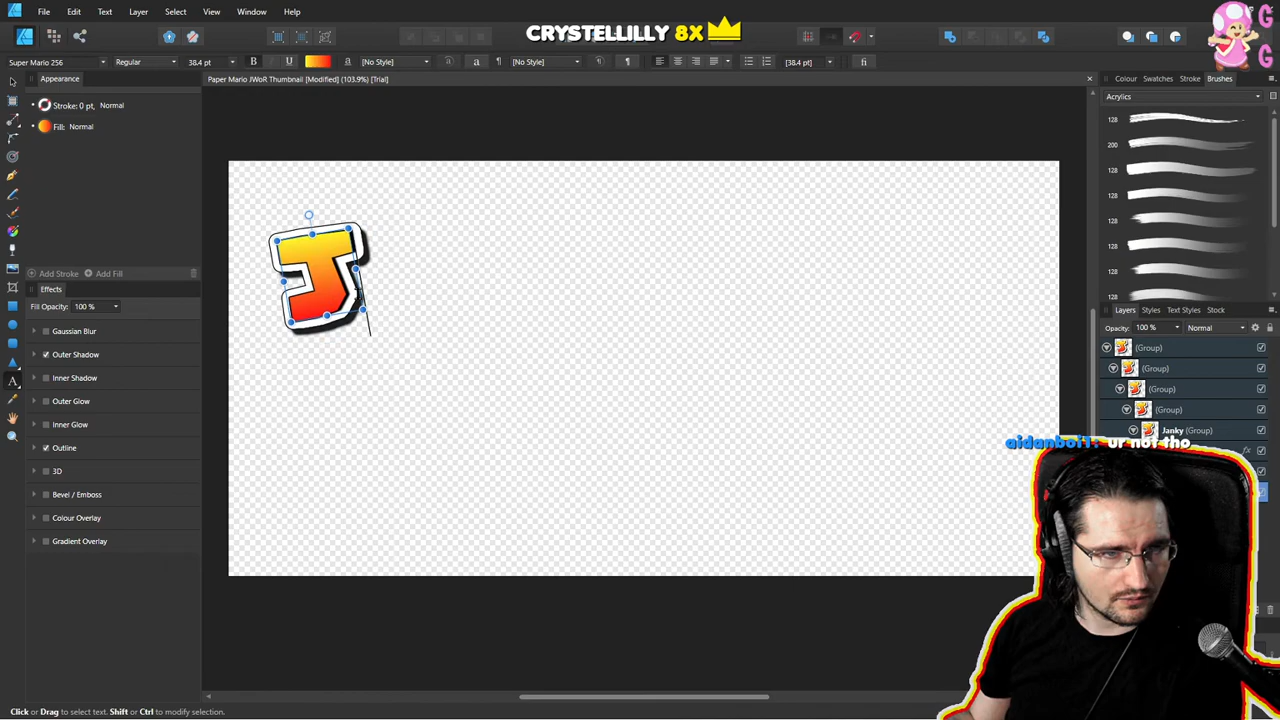 File Edit Text Layer Select View Window Help
CRYSTELLILLY 8X
Super Mario 256 Regular 38.4 pt B I U a [No Style] a a [No Style] [38.4 pt] fi
Appearance
Paper Mario JWoR Thumbnail [Modified] (103.9%) [Trial]
Colour Swatches Stroke Brushes
Stroke: 0 pt, Normal
Fill: Normal
Acrylics
128
200
128
128
128
128
128
128
J
Add Stroke Add Fill
Effects
Fill Opacity: 100 %
Gaussian Blur
Outer Shadow
Inner Shadow
Outer Glow
Inner Glow
Outline
3D
Bevel / Emboss
Colour Overlay
Gradient Overlay
Layers Styles Text Styles Stock
Opacity: 100 % Normal
(Group)
(Group)
(Group)
(Group)
Janky (Group)
aidanboi1: ur not tho
fx
Click or Drag to select text. Shift or Ctrl to modify selection.
G
G